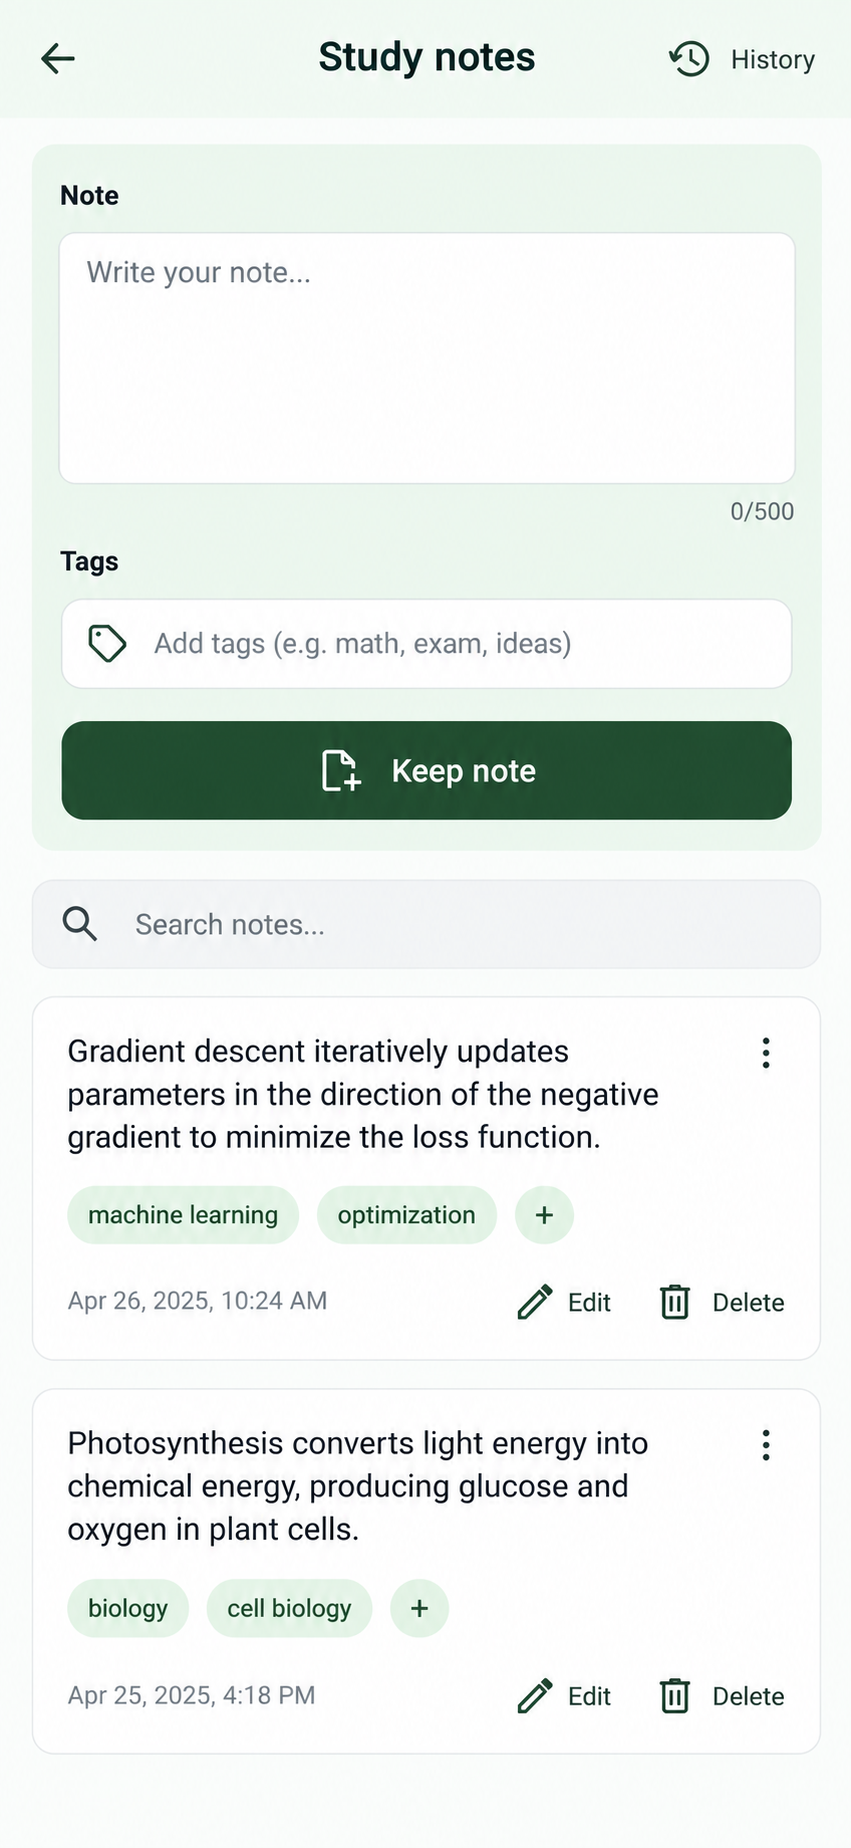 Study notes
History
Note
Write your note...
0/500
Tags
Add tags (e.g. math, exam, ideas)
Keep note
Search notes...
Gradient descent iteratively updates
parameters in the direction of the negative
gradient to minimize the loss function.
machine learning optimization +
Apr 26, 2025, 10:24 AM Edit Delete
Photosynthesis converts light energy into
chemical energy, producing glucose and
oxygen in plant cells.
biology cell biology +
Apr 25, 2025, 4:18 PM Edit Delete